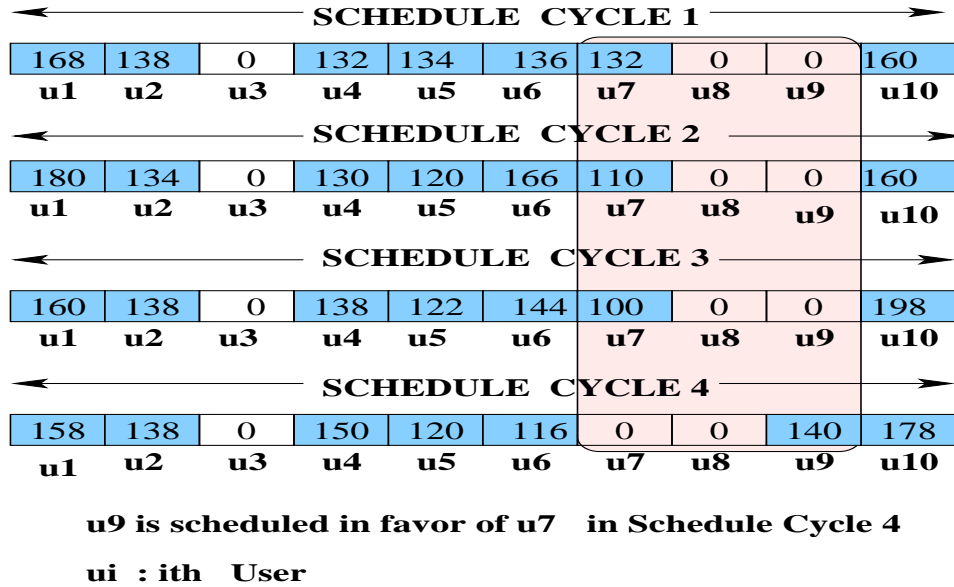 SCHEDULE CYCLE 1
168 138 0 132 134 136 132 0 0 160
u1 u2 u3 u4 u5 u6 u7 u8 u9 u10
SCHEDULE CYCLE 2
180 134 0 130 120 166 110 0 0 160
u1 u2 u3 u4 u5 u6 u7 u8 u9 u10
SCHEDULE CYCLE 3
160 138 0 138 122 144 100 0 0 198
u1 u2 u3 u4 u5 u6 u7 u8 u9 u10
SCHEDULE CYCLE 4
158 138 0 150 120 116 0 0 140 178
u1 u2 u3 u4 u5 u6 u7 u8 u9 u10
u9 is scheduled in favor of u7 in Schedule Cycle 4
ui : ith User